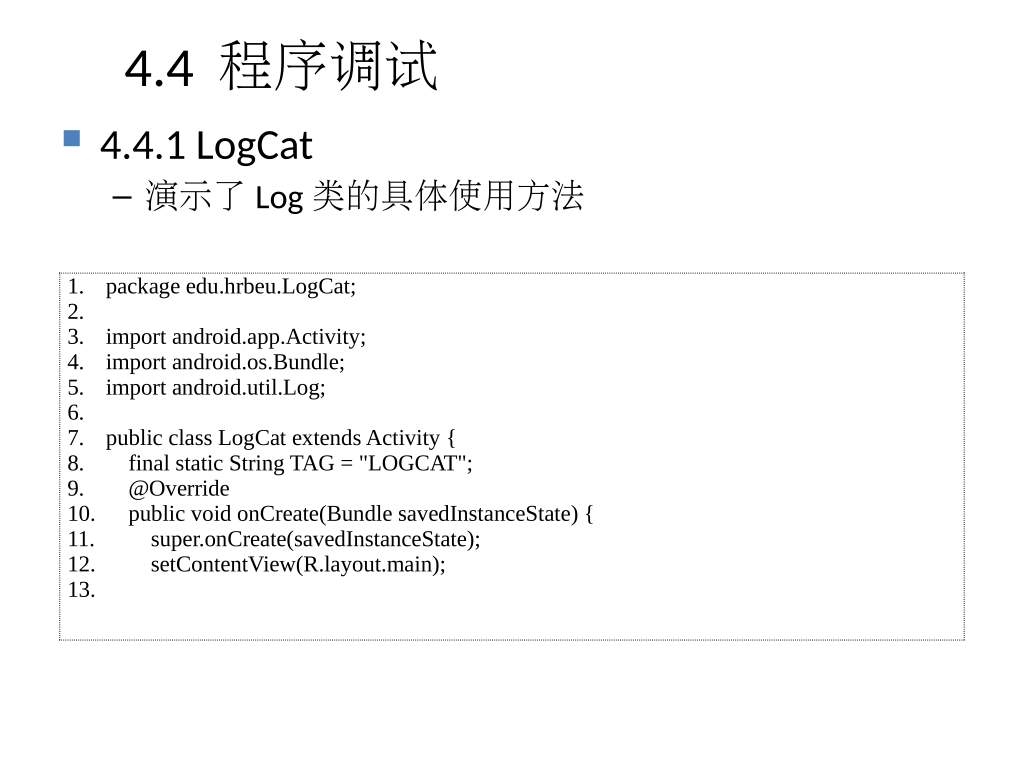 4.4 程序调试
4.4.1 LogCat
– 演示了 Log 类的具体使用方法
1. package edu.hrbeu.LogCat;
2.
3. import android.app.Activity;
4. import android.os.Bundle;
5. import android.util.Log;
6.
7. public class LogCat extends Activity {
8. final static String TAG = "LOGCAT";
9. @Override
10. public void onCreate(Bundle savedInstanceState) {
11. super.onCreate(savedInstanceState);
12. setContentView(R.layout.main);
13.